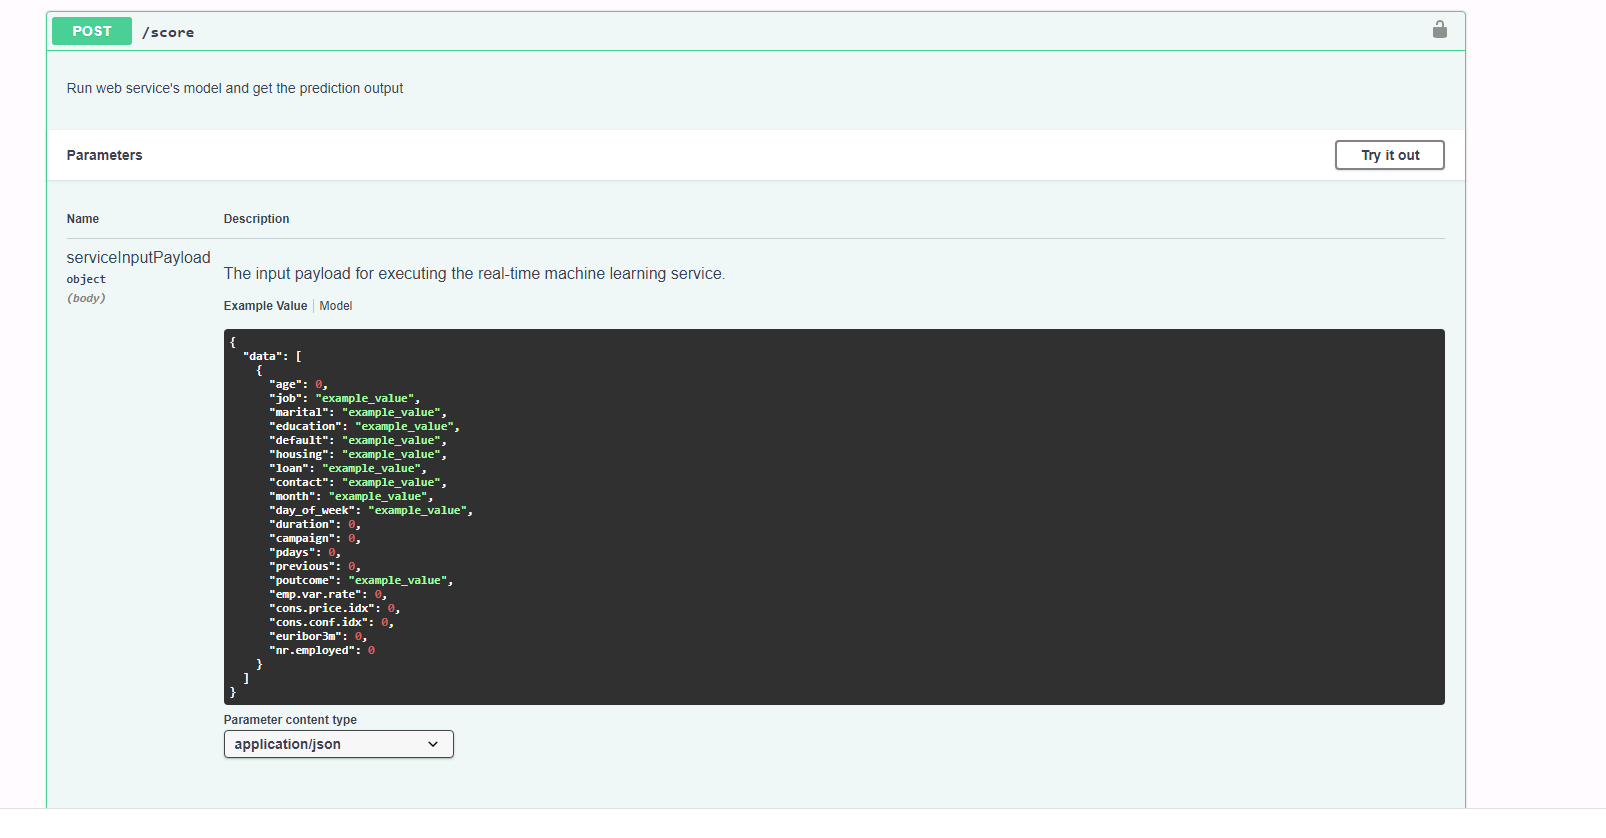 POST /score
Run web service's model and get the prediction output
Parameters
Try it out
Name Description
serviceInputPayload
object
(body)
The input payload for executing the real-time machine learning service.
Example Value Model
{
  "data": [
    {
      "age": 0,
      "job": "example_value",
      "marital": "example_value",
      "education": "example_value",
      "default": "example_value",
      "housing": "example_value",
      "loan": "example_value",
      "contact": "example_value",
      "month": "example_value",
      "day_of_week": "example_value",
      "duration": 0,
      "campaign": 0,
      "pdays": 0,
      "previous": 0,
      "poutcome": "example_value",
      "emp.var.rate": 0,
      "cons.price.idx": 0,
      "cons.conf.idx": 0,
      "euribor3m": 0,
      "nr.employed": 0
    }
  ]
}
Parameter content type
application/json